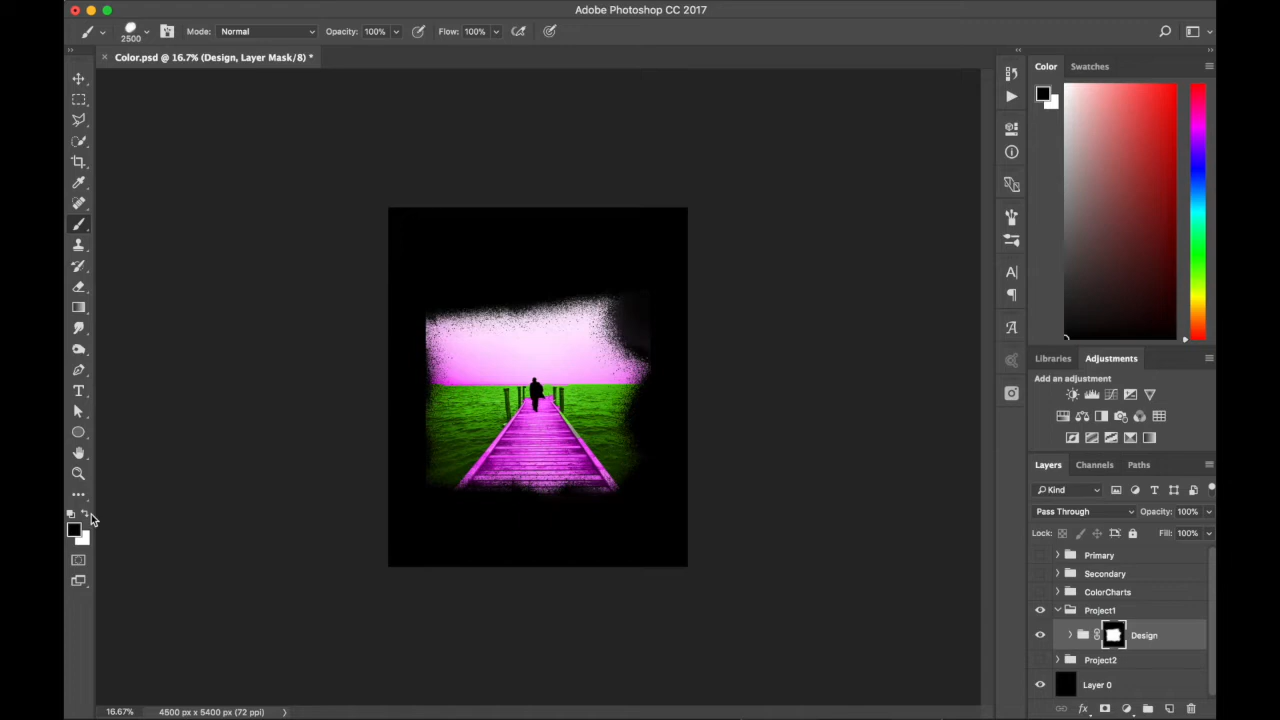 Adobe Photoshop CC 2017
2500
Mode: Normal
Opacity: 100%
Flow: 100%
× Color.psd @ 16.7% (Design, Layer Mask/8) *
Color
Swatches
Libraries
Adjustments
Add an adjustment
Layers
Channels
Paths
Kind
Pass Through
Opacity: 100%
Lock:
Fill: 100%
Primary
Secondary
ColorCharts
Project1
Design
Project2
Layer 0
16.67%
4500 px x 5400 px (72 ppi)